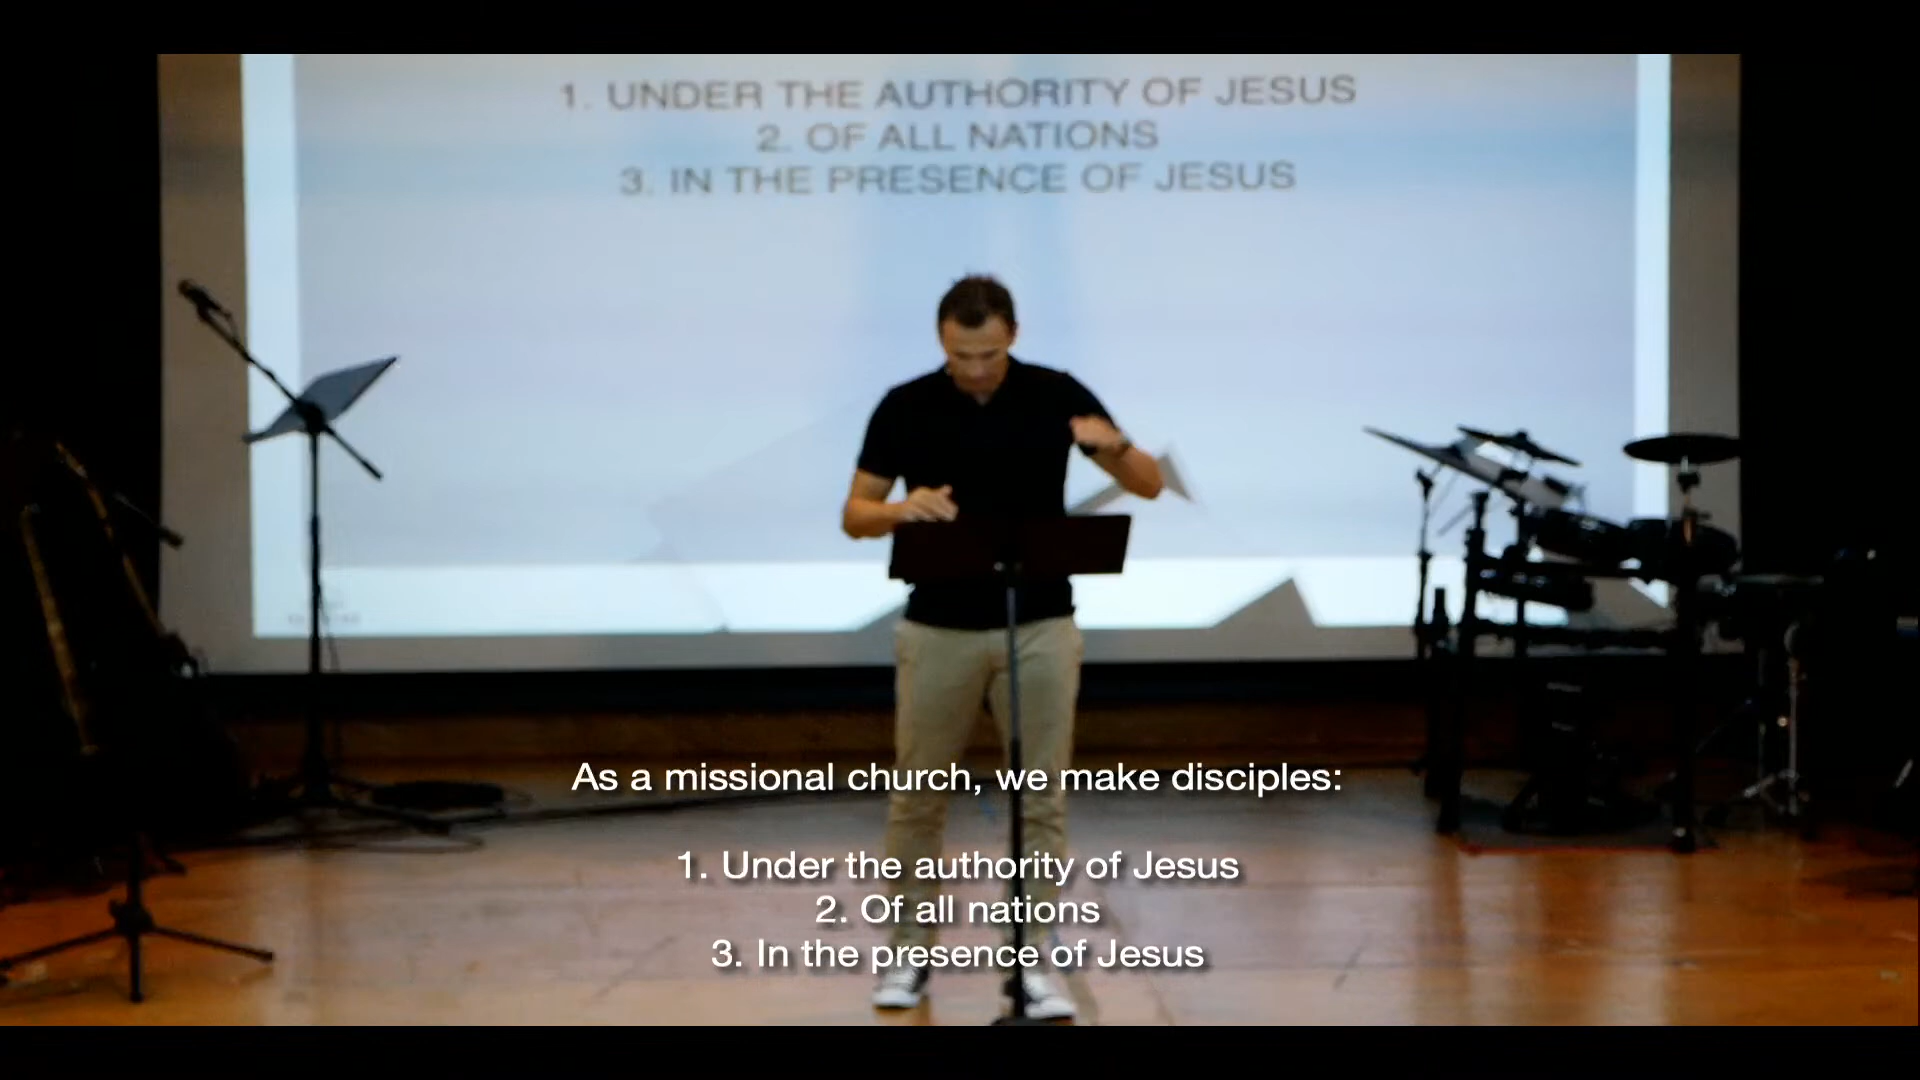 1. UNDER THE AUTHORITY OF JESUS
2. OF ALL NATIONS
3. IN THE PRESENCE OF JESUS
As a missional church, we make disciples:
1. Under the authority of Jesus
2. Of all nations
3. In the presence of Jesus